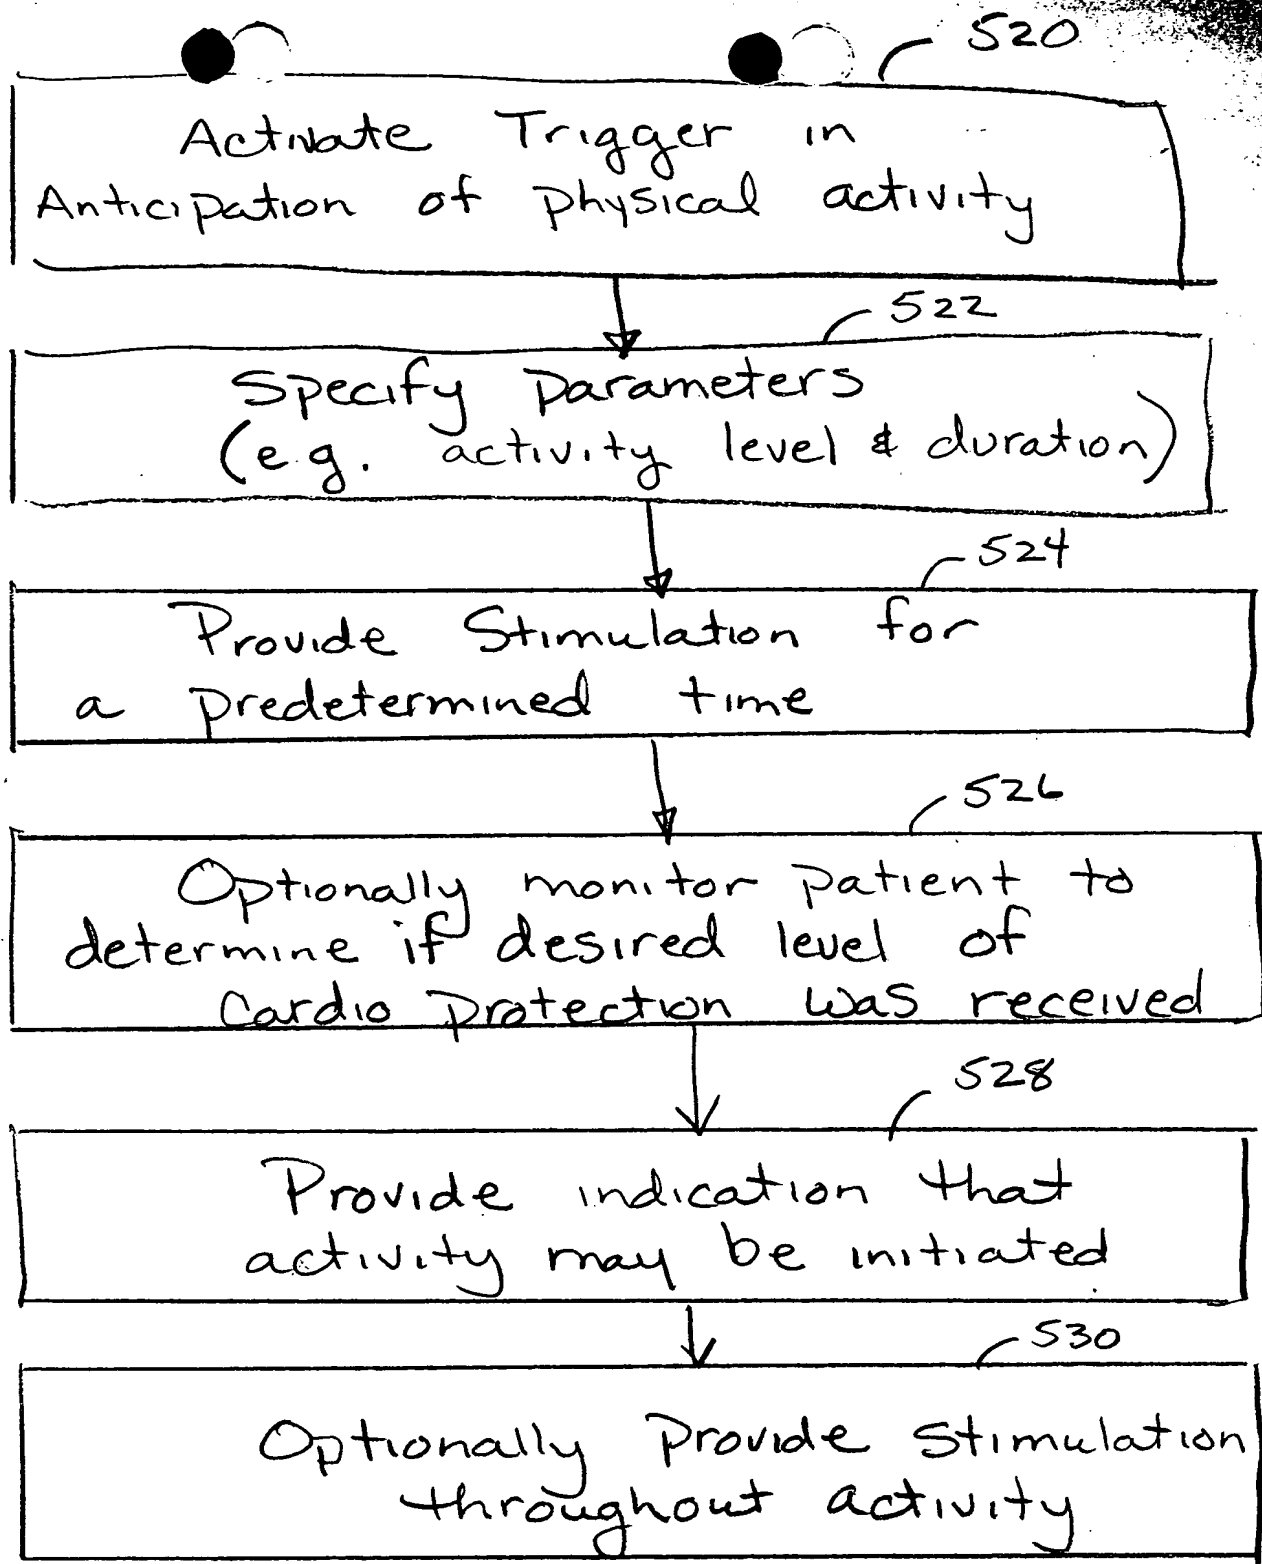 520
Activate Trigger in
Anticipation of physical activity
522
Specify parameters
(e.g. activity level & duration)
524
Provide Stimulation for
a predetermined time
526
Optionally monitor patient to
determine if desired level of
Cardio protection was received
528
Provide indication that
activity may be initiated
530
Optionally provide stimulation
throughout activity